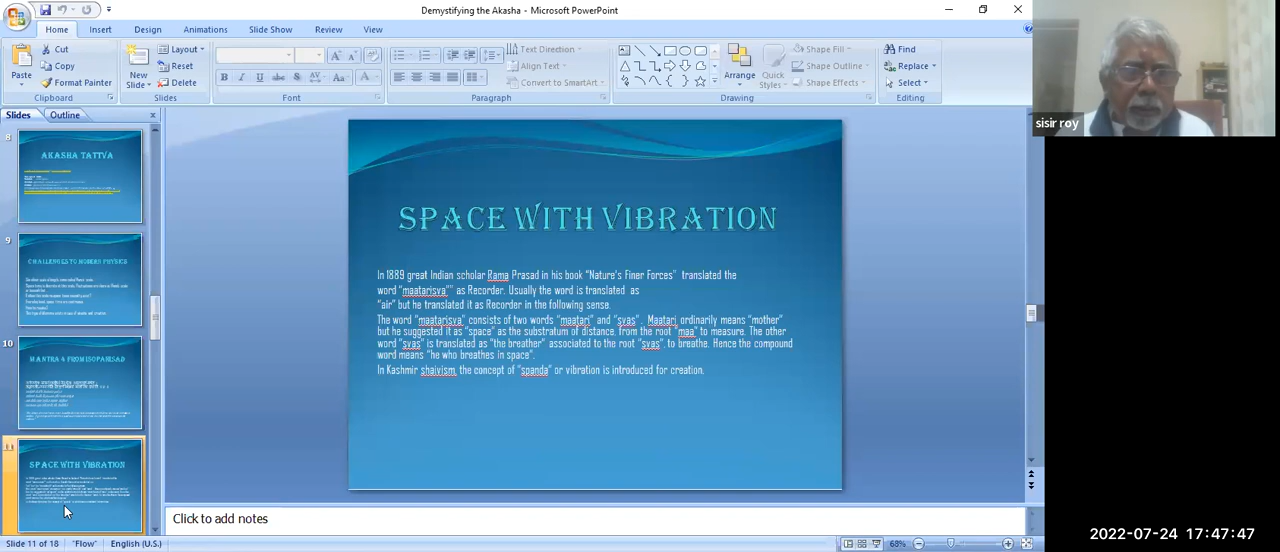 Demystifying the Akasha - Microsoft PowerPoint
Home Insert Design Animations Slide Show Review View
Paste
Cut
Copy
Format Painter
Clipboard
New Slide
Layout
Reset
Delete
Slides
Font
Text Direction
Align Text
Convert to SmartArt
Paragraph
Arrange
Quick Styles
Shape Fill
Shape Outline
Shape Effects
Drawing
Find
Replace
Select
Editing
sisir roy
Slides Outline
8
AKASHA TATTVA
9
CHALLENGES TO MODERN PHYSICS
10
MANTRA 4 FROM ISOPANISAD
11
SPACE WITH VIBRATION
SPACE WITH VIBRATION
In 1889 great Indian scholar Rama Prasad in his book "Nature's Finer Forces" translated the
word "maatarisva"" as Recorder. Usually the word is translated as
"air" but he translated it as Recorder in the following sense.
The word "maatarisva" consists of two words "maatari" and "svas". Maatari ordinarily means "mother"
but he suggested it as "space" as the substratum of distance, from the root "maa" to measure. The other
word "svas" is translated as "the breather" associated to the root "svas", to breathe. Hence the compound
word means "he who breathes in space".
In Kashmir shaivism, the concept of "spanda" or vibration is introduced for creation.
Click to add notes
Slide 11 of 18 "Flow" English (U.S.) 68%
2022-07-24 11:47:47